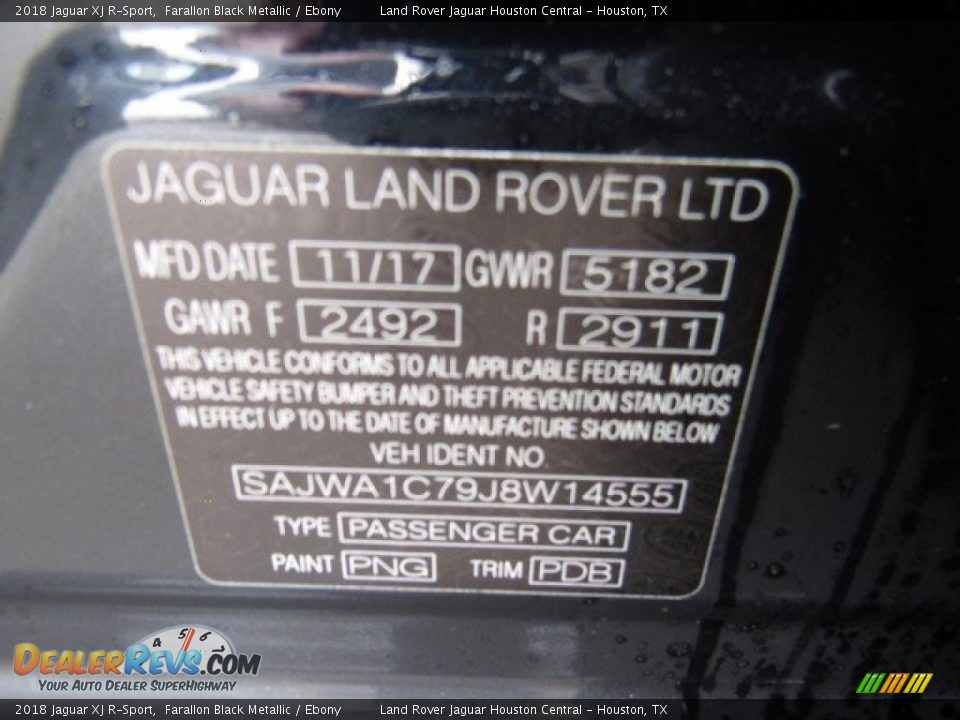 2018 Jaguar XJ R-Sport,  Farallon Black Metallic / Ebony        Land Rover Jaguar Houston Central - Houston, TX
JAGUAR LAND ROVER LTD
MFD DATE 11/17 GVWR 5182
GAWR F 2492 R 2911
THIS VEHICLE CONFORMS TO ALL APPLICABLE FEDERAL MOTOR
VEHICLE SAFETY BUMPER AND THEFT PREVENTION STANDARDS
IN EFFECT UP TO THE DATE OF MANUFACTURE SHOWN BELOW
VEH IDENT NO
SAJWA1C79J8W14555
TYPE PASSENGER CAR
PAINT PNG TRIM PDB
4 5 6 7
DEALERREVS.COM
YOUR AUTO DEALER SUPERHIGHWAY
2018 Jaguar XJ R-Sport,  Farallon Black Metallic / Ebony        Land Rover Jaguar Houston Central - Houston, TX